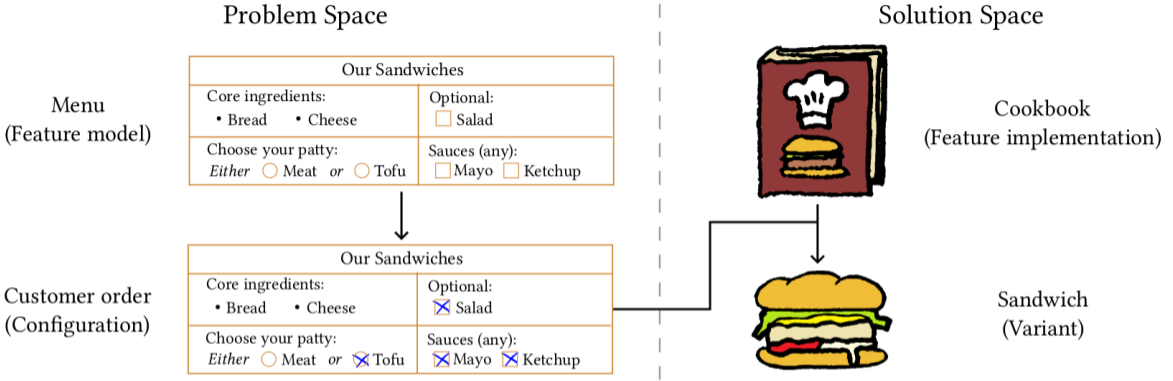 Problem Space
Solution Space
Menu
(Feature model)
Our Sandwiches
Core ingredients:
• Bread • Cheese
Optional:
Salad
Choose your patty:
Either Meat or Tofu
Sauces (any):
Mayo Ketchup
Cookbook
(Feature implementation)
Customer order
(Configuration)
Our Sandwiches
Core ingredients:
• Bread • Cheese
Optional:
Salad
Choose your patty:
Either Meat or Tofu
Sauces (any):
Mayo Ketchup
Sandwich
(Variant)